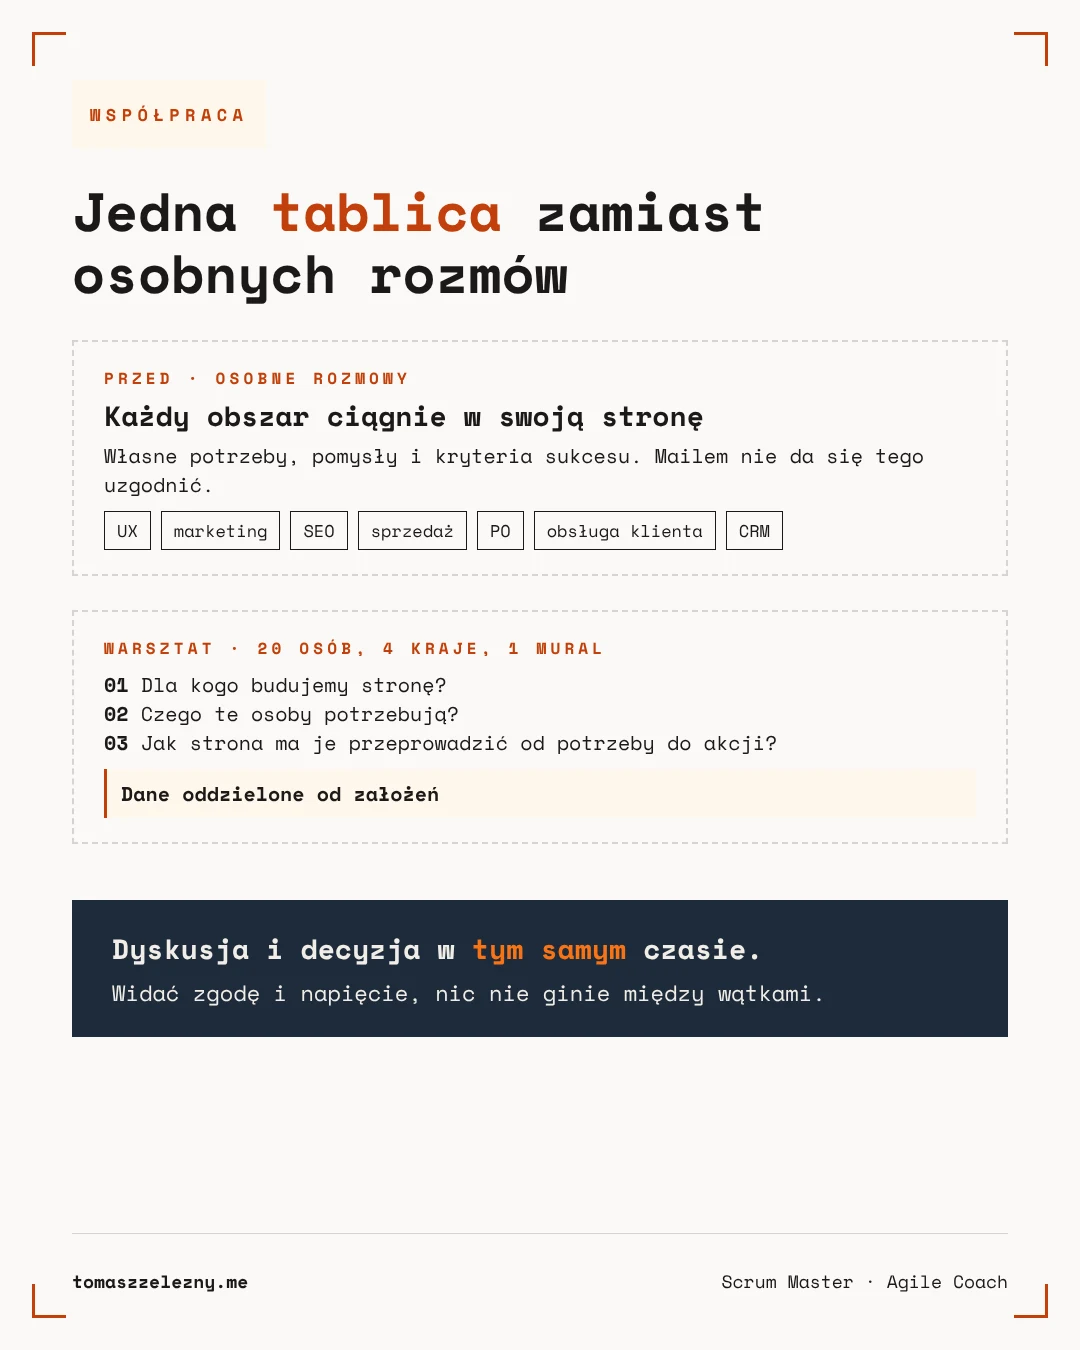 WSPÓŁPRACA
Jedna tablica zamiast
osobnych rozmów
PRZED · OSOBNE ROZMOWY
Każdy obszar ciągnie w swoją stronę
Własne potrzeby, pomysły i kryteria sukcesu. Mailem nie da się tego
uzgodnić.
UX marketing SEO sprzedaż PO obsługa klienta CRM
WARSZTAT · 20 OSÓB, 4 KRAJE, 1 MURAL
01 Dla kogo budujemy stronę?
02 Czego te osoby potrzebują?
03 Jak strona ma je przeprowadzić od potrzeby do akcji?
Dane oddzielone od założeń
Dyskusja i decyzja w tym samym czasie.
Widać zgodę i napięcie, nic nie ginie między wątkami.
tomaszzelezny.me
Scrum Master · Agile Coach